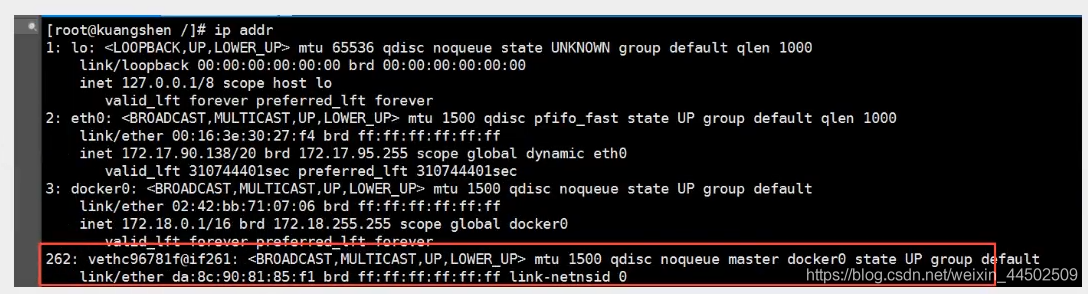 [root@kuangshen /]# ip addr
1: lo: <LOOPBACK,UP,LOWER_UP> mtu 65536 qdisc noqueue state UNKNOWN group default qlen 1000
link/loopback 00:00:00:00:00:00 brd 00:00:00:00:00:00
inet 127.0.0.1/8 scope host lo
valid_lft forever preferred_lft forever
2: eth0: <BROADCAST,MULTICAST,UP,LOWER_UP> mtu 1500 qdisc pfifo_fast state UP group default qlen 1000
link/ether 00:16:3e:30:27:f4 brd ff:ff:ff:ff:ff:ff
inet 172.17.90.138/20 brd 172.17.95.255 scope global dynamic eth0
valid_lft 310744401sec preferred_lft 310744401sec
3: docker0: <BROADCAST,MULTICAST,UP,LOWER_UP> mtu 1500 qdisc noqueue state UP group default
link/ether 02:42:bb:71:07:06 brd ff:ff:ff:ff:ff:ff
inet 172.18.0.1/16 brd 172.18.255.255 scope global docker0
valid_lft forever preferred_lft forever
262: vethc96781f@if261: <BROADCAST,MULTICAST,UP,LOWER_UP> mtu 1500 qdisc noqueue master docker0 state UP group default
link/ether da:8c:90:81:85:f1 brd ff:ff:ff:ff:ff:ff link-netnsid 0
https://blog.csdn.net/weixin_44502509